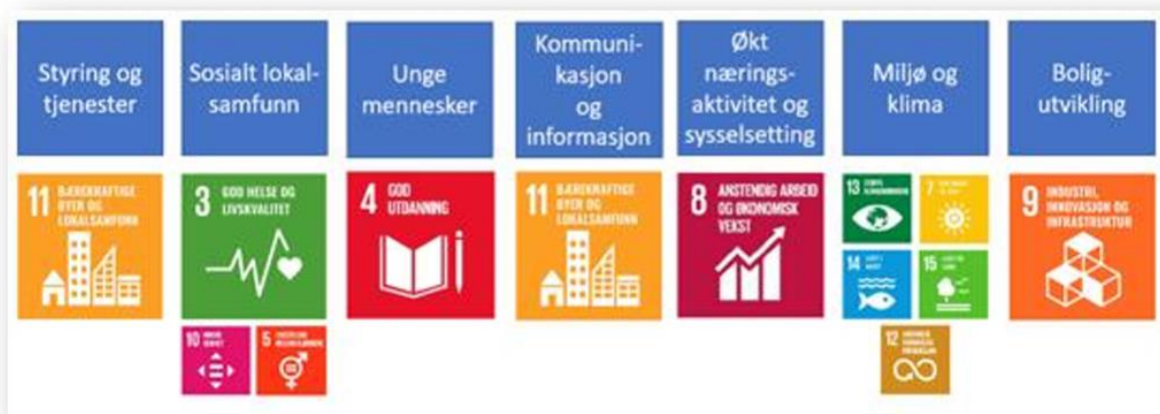 Styring og
tjenester
Sosialt lokal-
samfunn
Unge
mennesker
Kommuni-
kasjon
og
informasjon
Økt
nærings-
aktivitet og
sysselsetting
Miljø og
klima
Bolig-
utvikling
11 BÆREKRAFTIGE
BYER OG
LOKALSAMFUNN
3 GOD HELSE OG
LIVSKVALITET
4 GOD
UTDANNING
11 BÆREKRAFTIGE
BYER OG
LOKALSAMFUNN
8 ANSTENDIG ARBEID
OG ØKONOMISK
VEKST
13
7
14
15
9 INDUSTRI,
INNOVASJON OG
INFRASTRUKTUR
10
5
12